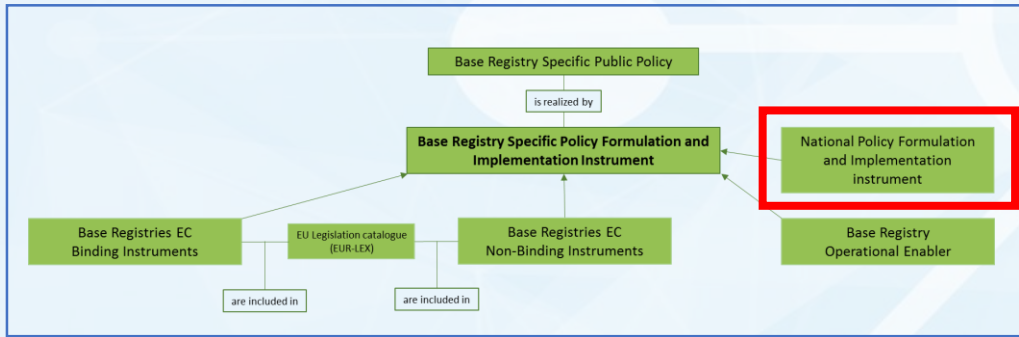 Base Registry Specific Public Policy
is realized by
Base Registry Specific Policy Formulation and
Implementation Instrument
National Policy Formulation
and Implementation
instrument
Base Registries EC
Binding Instruments
EU Legislation catalogue
(EUR-LEX)
Base Registries EC
Non-Binding Instruments
Base Registry
Operational Enabler
are included in
are included in